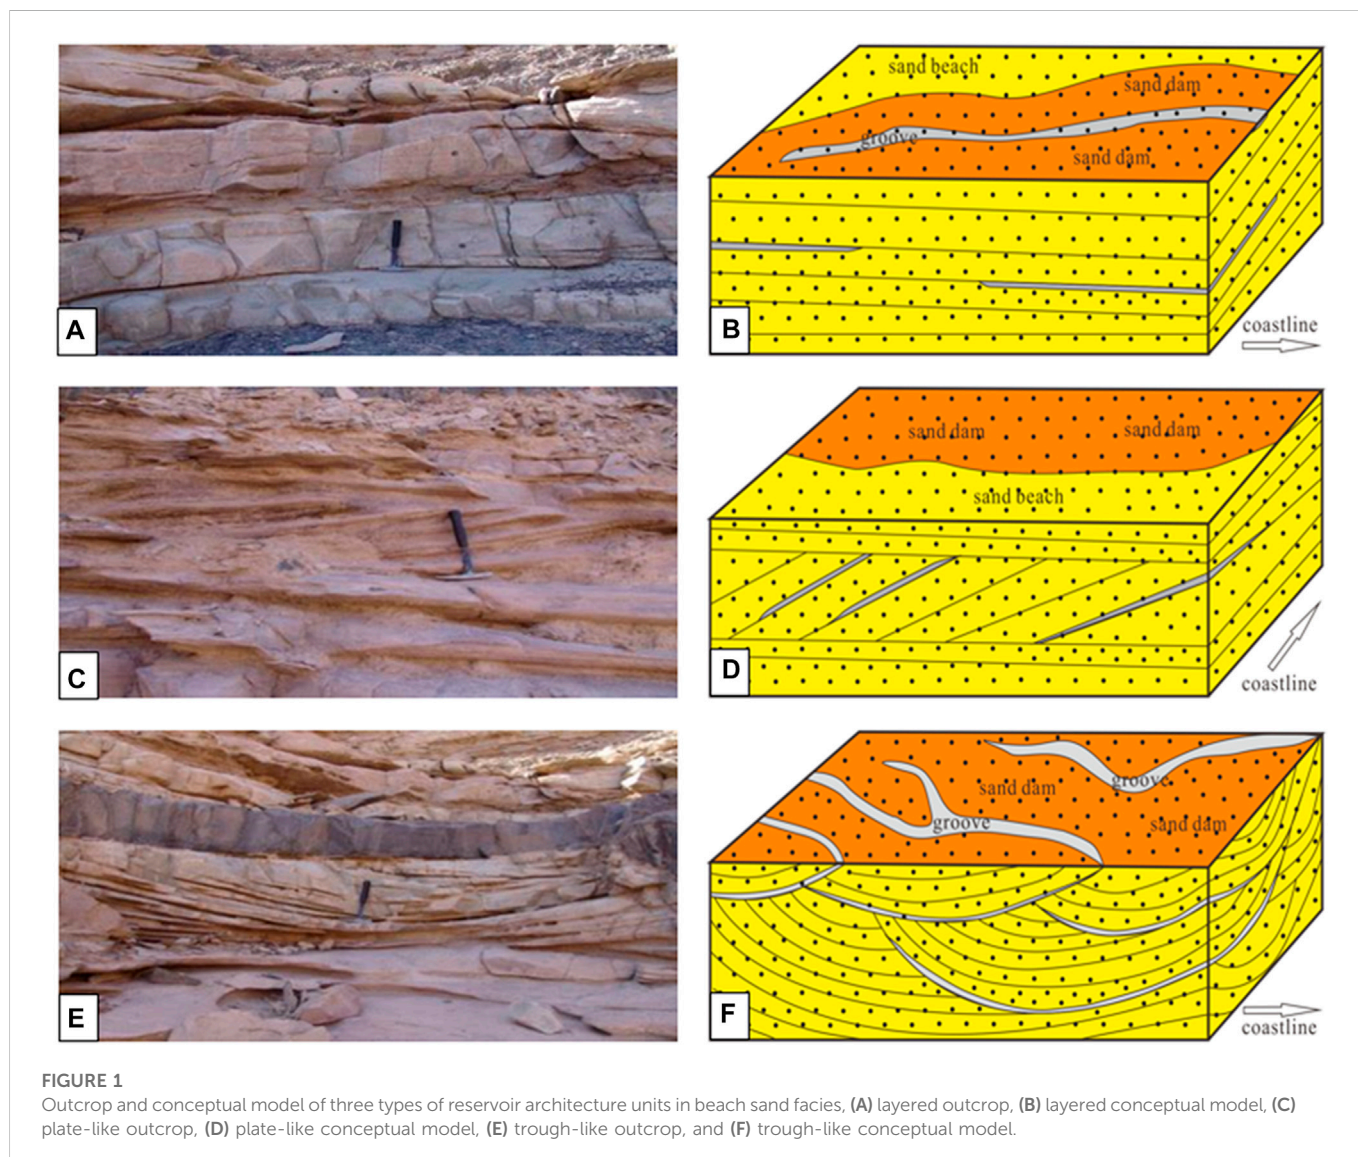 A
sand beach
sand dam
groove
sand dam
B
coastline
C
sand dam
sand dam
sand beach
D
coastline
E
groove
sand dam
groove
sand dam
F
coastline
FIGURE 1
Outcrop and conceptual model of three types of reservoir architecture units in beach sand facies, (A) layered outcrop, (B) layered conceptual model, (C)
plate-like outcrop, (D) plate-like conceptual model, (E) trough-like outcrop, and (F) trough-like conceptual model.